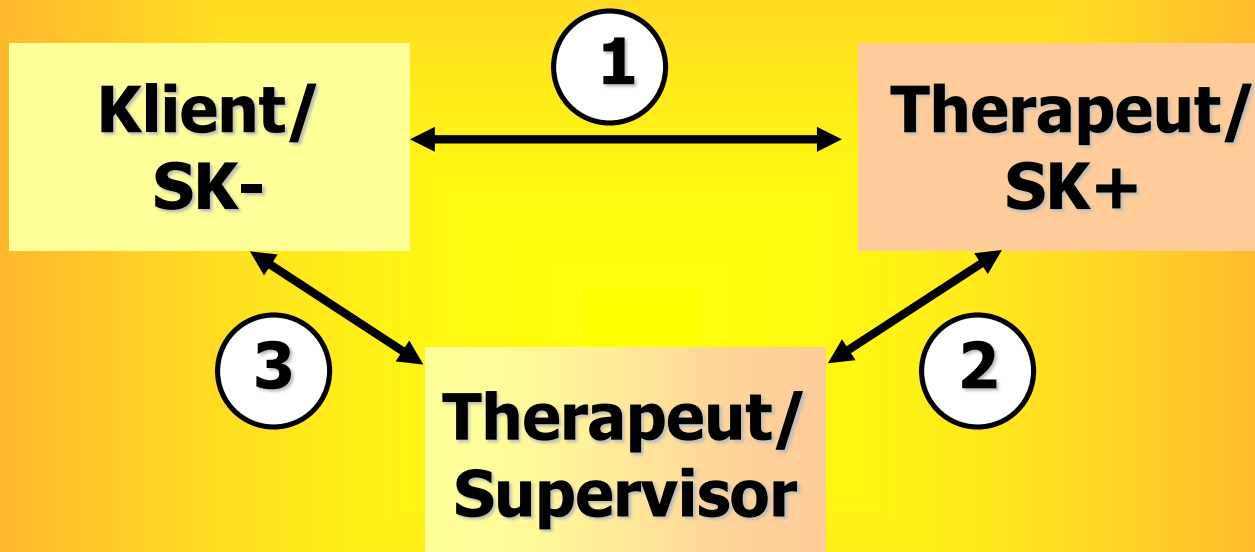 1
Klient/
SK-
Therapeut/
SK+
3
2
Therapeut/
Supervisor